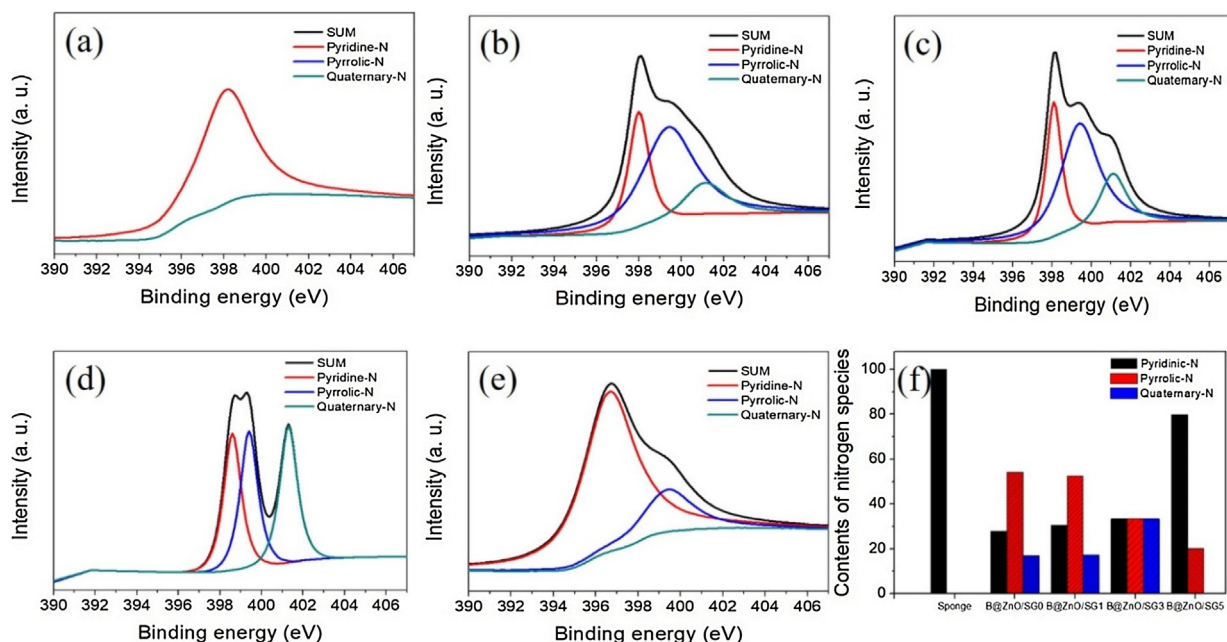 (a)
SUM
Pyridine-N
Pyrrolic-N
Quaternary-N
Intensity (a. u.)
390 392 394 396 398 400 402 404 406
Binding energy (eV)
(b)
SUM
Pyridine-N
Pyrrolic-N
Quaternary-N
Intensity (a. u.)
390 392 394 396 398 400 402 404 406
Binding energy (eV)
(c)
SUM
Pyridine-N
Pyrrolic-N
Quaternary-N
Intensity (a. u.)
390 392 394 396 398 400 402 404 406
Binding energy (eV)
(d)
SUM
Pyridine-N
Pyrrolic-N
Quaternary-N
Intensity (a. u.)
390 392 394 396 398 400 402 404 406
Binding energy (eV)
(e)
SUM
Pyridine-N
Pyrrolic-N
Quaternary-N
Intensity (a. u.)
390 392 394 396 398 400 402 404 406
Binding energy (eV)
(f)
Pyridinic-N
Pyrrolic-N
Quaternary-N
Contents of nitrogen species
100
80
60
40
20
0
Sponge B@ZnO/SG0 B@ZnO/SG1 B@ZnO/SG3 B@ZnO/SG5